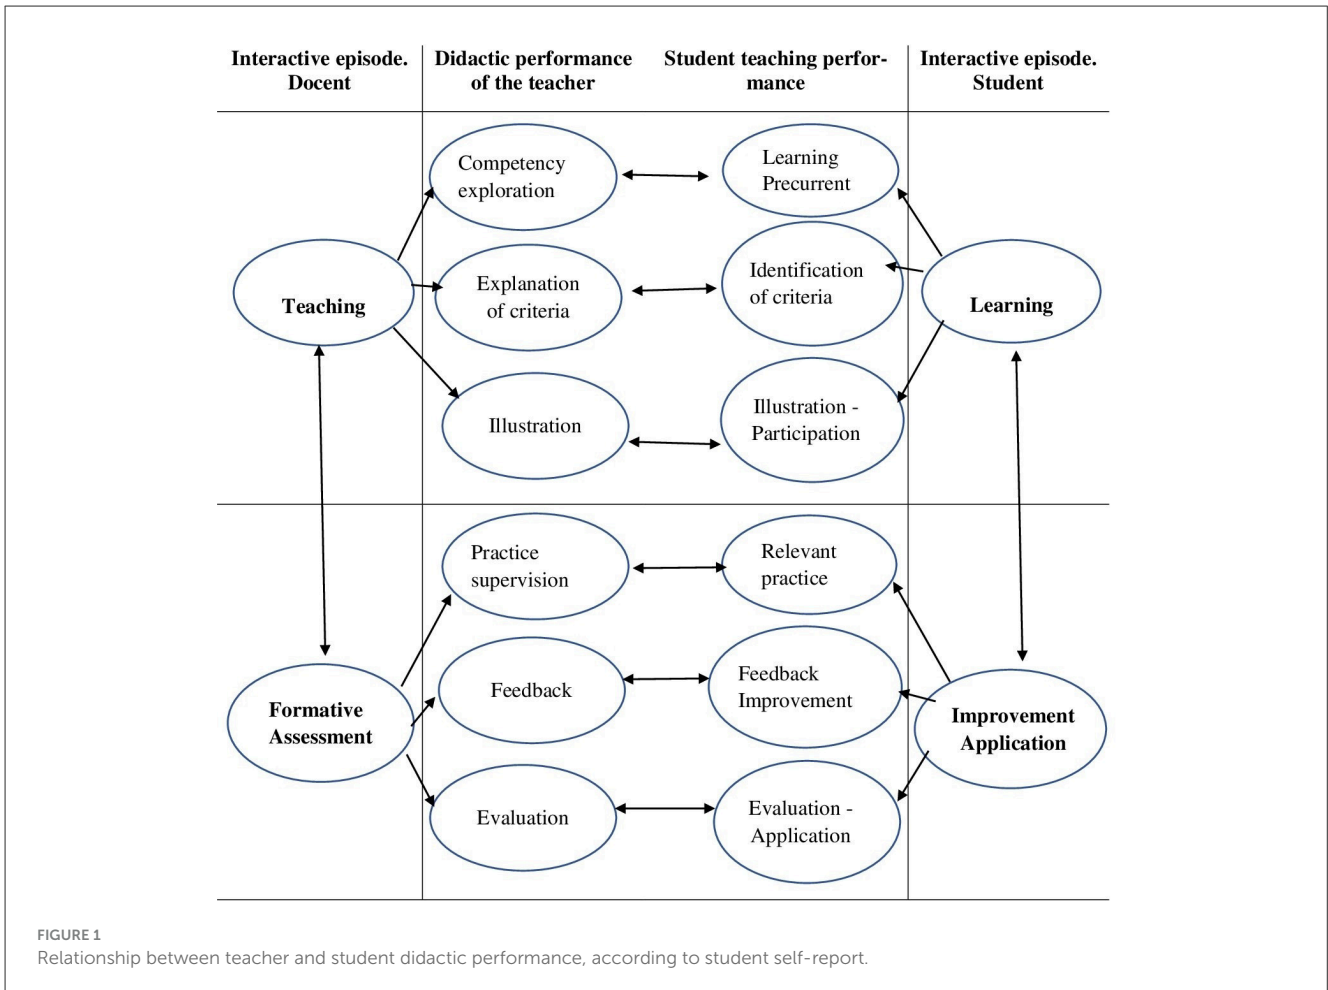 Interactive episode.
Docent
Didactic performance
of the teacher
Student teaching perfor-
mance
Interactive episode.
Student
Competency
exploration
Learning
Precurrent
Teaching
Explanation
of criteria
Identification
of criteria
Learning
Illustration
Illustration -
Participation
Practice
supervision
Relevant
practice
Formative
Assessment
Feedback
Feedback
Improvement
Improvement
Application
Evaluation
Evaluation -
Application
FIGURE 1
Relationship between teacher and student didactic performance, according to student self-report.